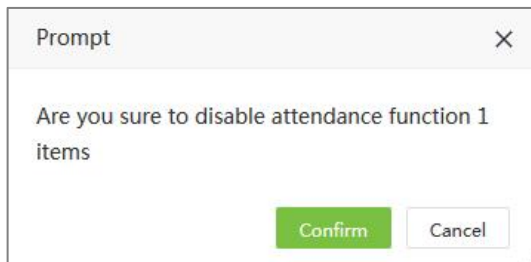 Prompt
Are you sure to disable attendance function 1
items
Confirm Cancel